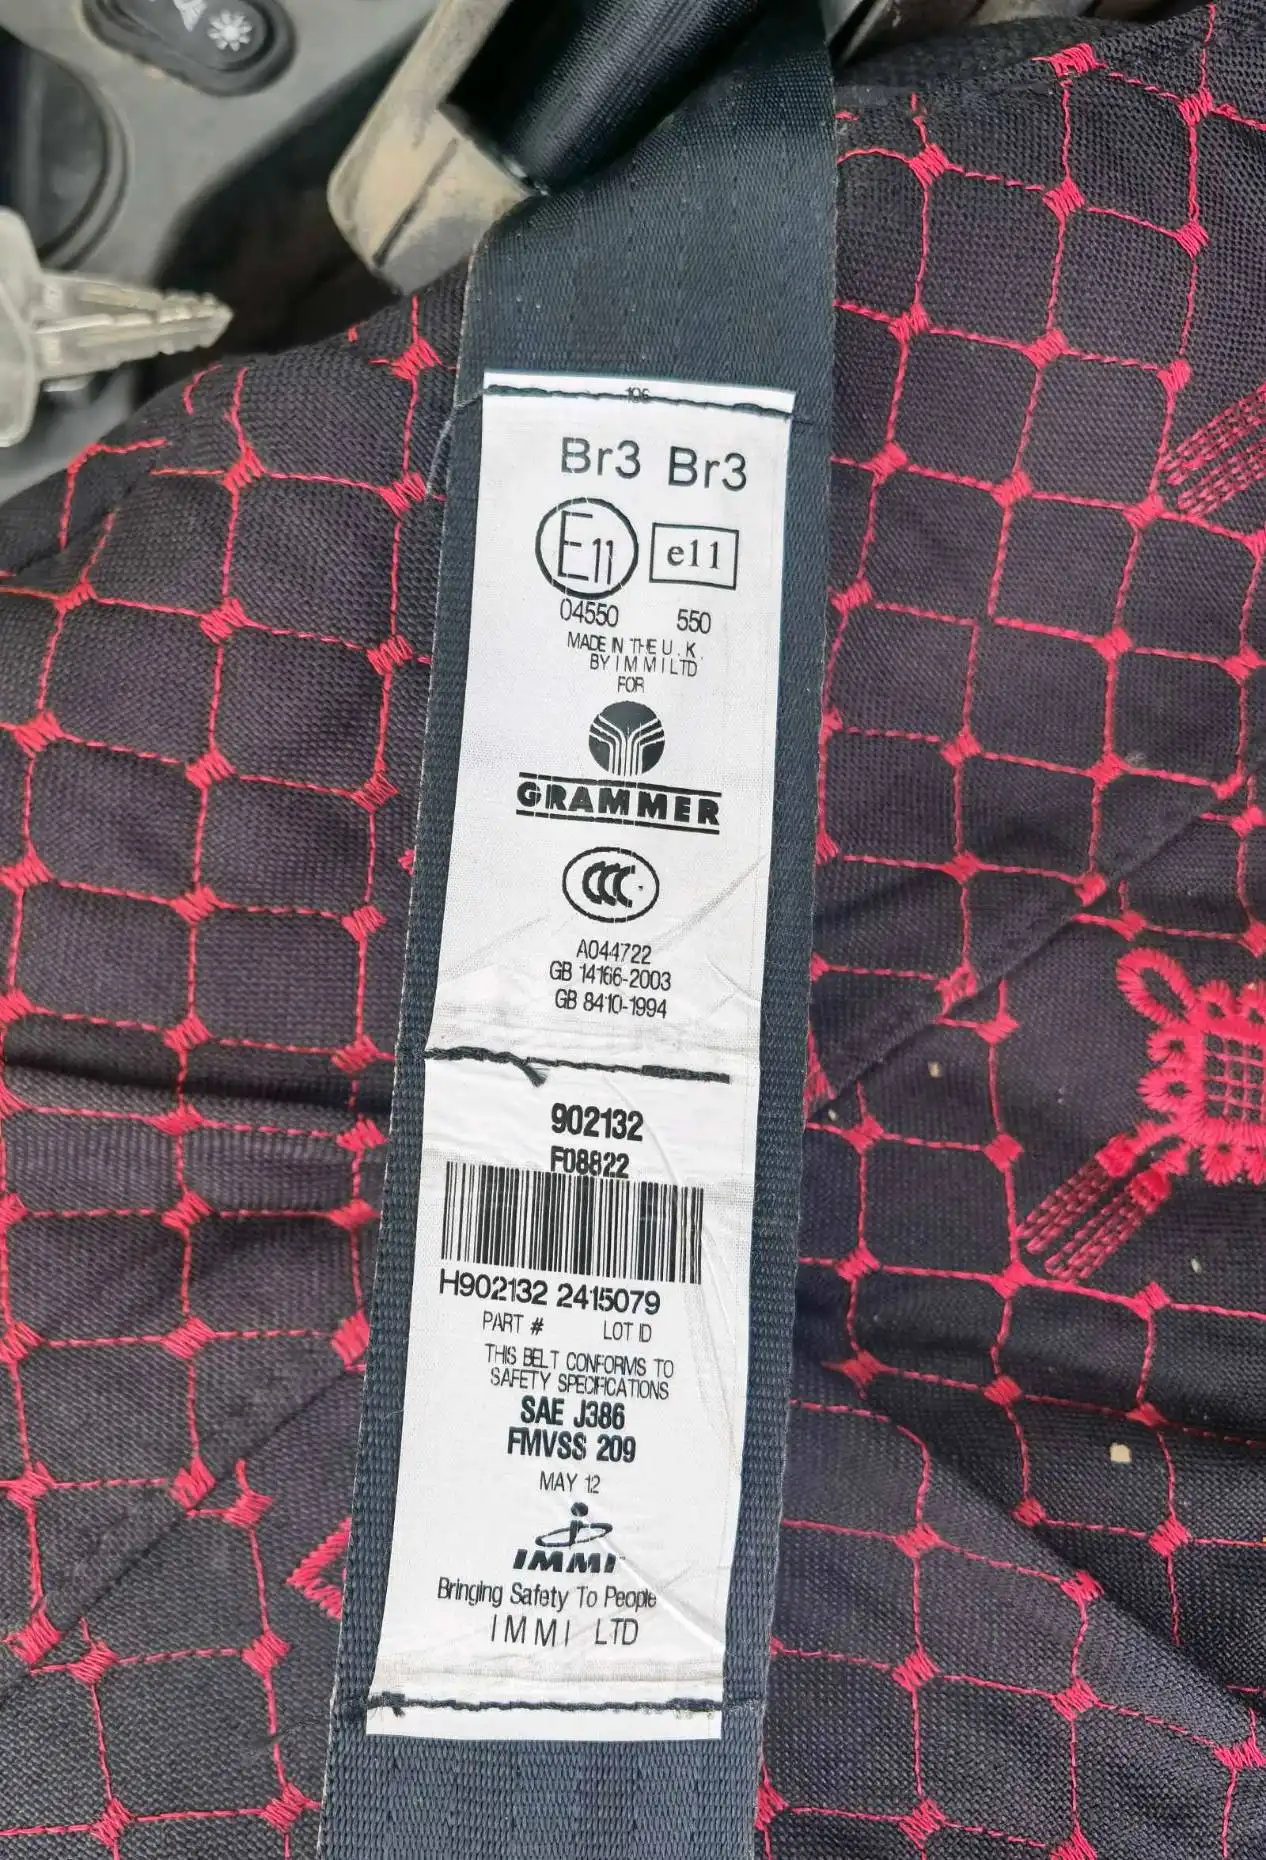 106
Br3 Br3
E11 e11
04550 550
MADE IN THE U.K.
BY IMMI LTD
FOR
GRAMMER
CCC
A044722
GB 14166-2003
GB 8410-1994
902132
F08822
H902132 2415079
PART # LOT ID
THIS BELT CONFORMS TO
SAFETY SPECIFICATIONS
SAE J386
FMVSS 209
MAY 12
IMMI
Bringing Safety To People
IMMI LTD